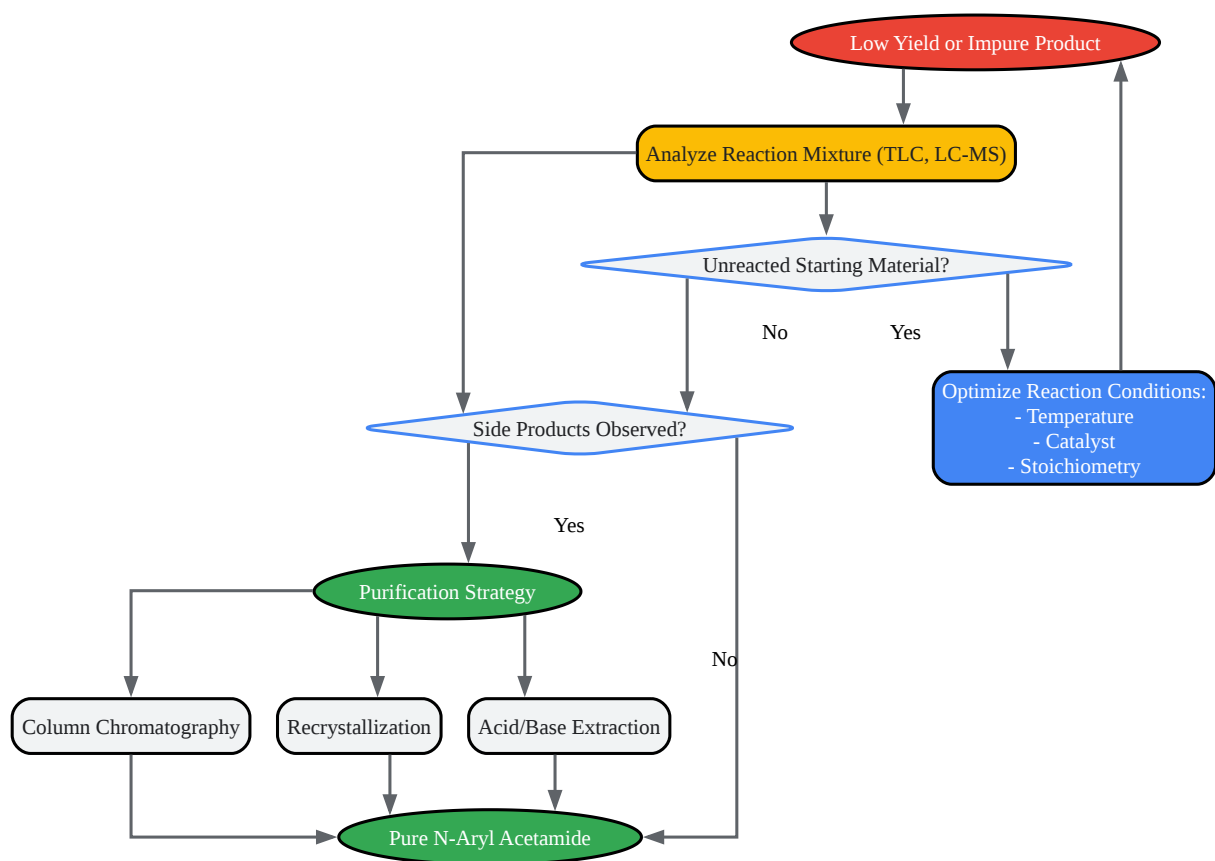 Low Yield or Impure Product
Analyze Reaction Mixture (TLC, LC-MS)
Unreacted Starting Material?
No
Yes
Optimize Reaction Conditions:
- Temperature
- Catalyst
- Stoichiometry
Side Products Observed?
Yes
Purification Strategy
No
Column Chromatography
Recrystallization
Acid/Base Extraction
Pure N-Aryl Acetamide